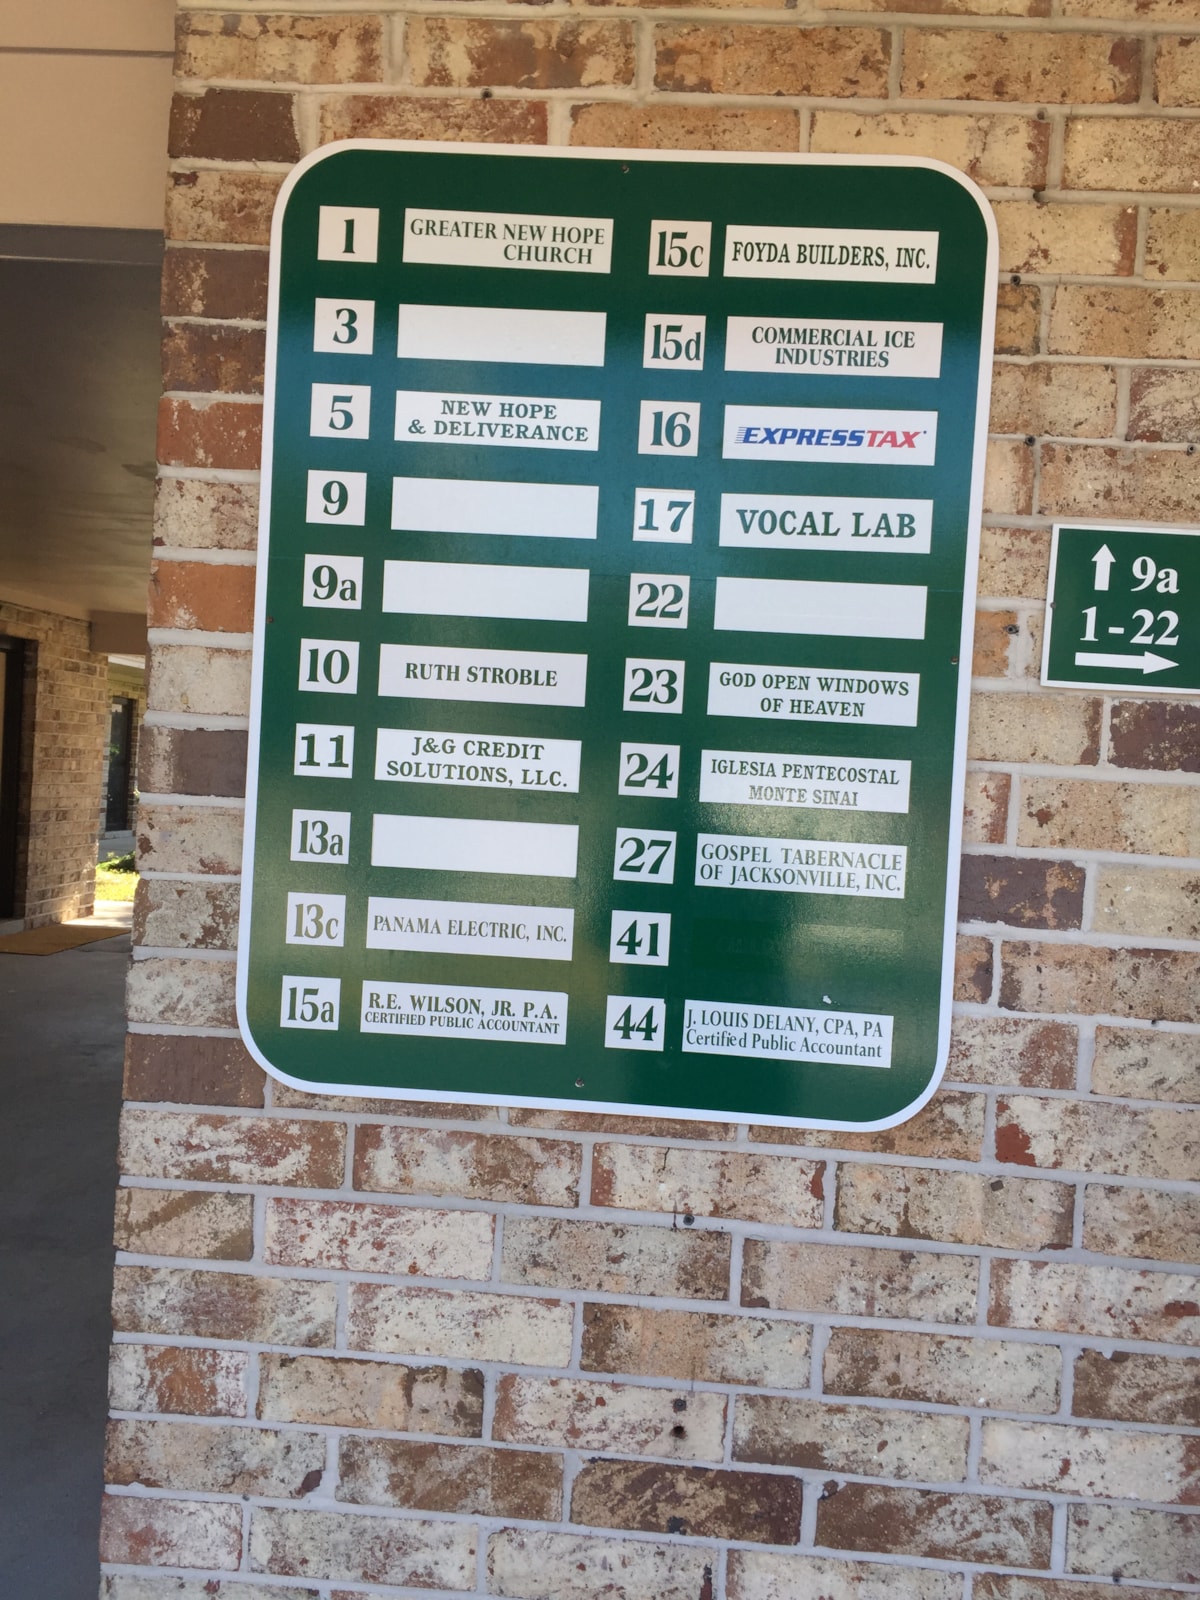 1
GREATER NEW HOPE
CHURCH
3
5
NEW HOPE
& DELIVERANCE
9
9a
10
RUTH STROBLE
11
J&G CREDIT
SOLUTIONS, LLC.
13a
13c
PANAMA ELECTRIC, INC.
15a
R.E. WILSON, JR. P.A.
CERTIFIED PUBLIC ACCOUNTANT
15c
FOYDA BUILDERS, INC.
15d
COMMERCIAL ICE
INDUSTRIES
16
EXPRESSTAX
17
VOCAL LAB
22
23
GOD OPEN WINDOWS
OF HEAVEN
24
IGLESIA PENTECOSTAL
MONTE SINAI
27
GOSPEL TABERNACLE
OF JACKSONVILLE, INC.
41
44
J. LOUIS DELANY, CPA, PA
Certified Public Accountant
↑ 9a
1-22
→